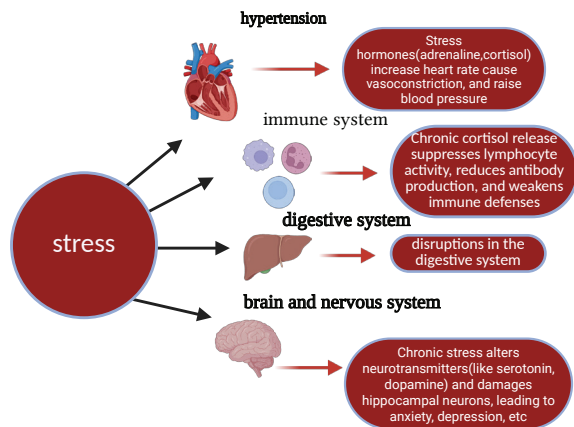 hypertension
Stress
hormones(adrenaline,cortisol)
increase heart rate cause
vasoconstriction, and raise
blood pressure
immune system
Chronic cortisol release
suppresses lymphocyte
activity, reduces antibody
production, and weakens
immune defenses
stress
digestive system
disruptions in the
digestive system
brain and nervous system
Chronic stress alters
neurotransmitters(like serotonin,
dopamine) and damages
hippocampal neurons, leading to
anxiety, depression, etc